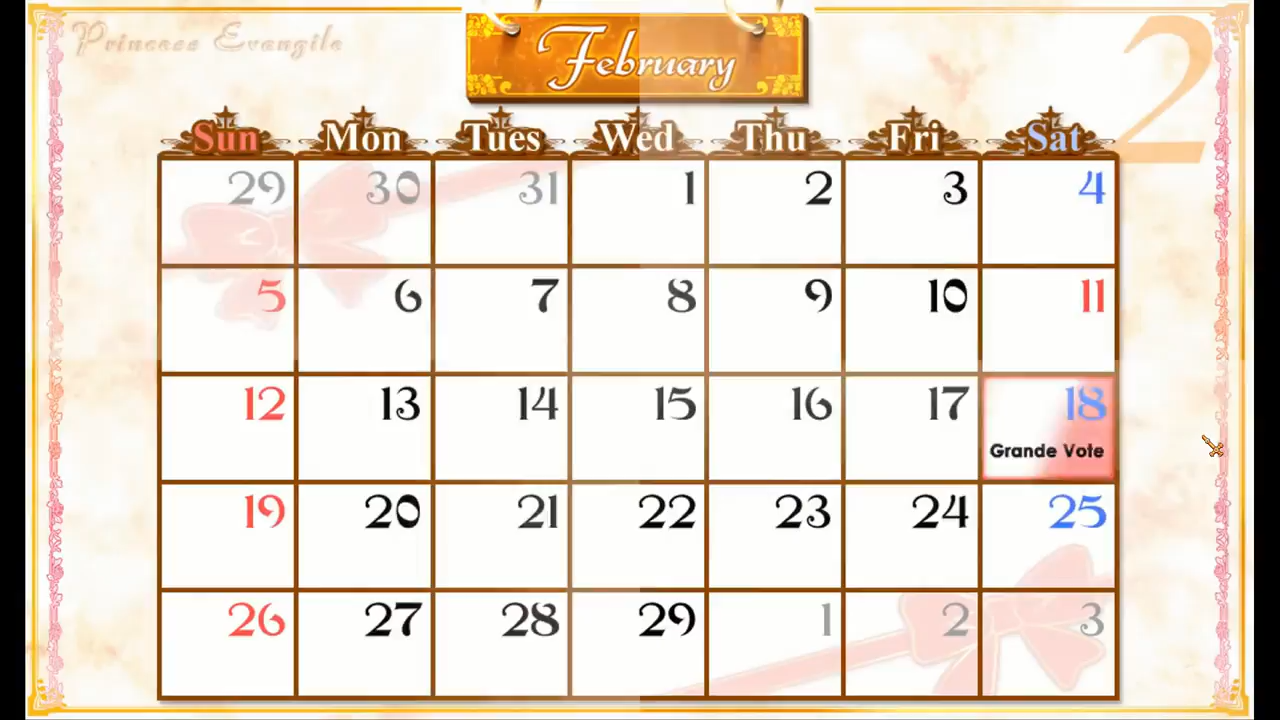 Princess Evangile
February
2
Sun Mon Tues Wed Thu Fri Sat
29 30 31 1 2 3 4
5 6 7 8 9 10 11
12 13 14 15 16 17 18
Grande Vote
19 20 21 22 23 24 25
26 27 28 29 1 2 3